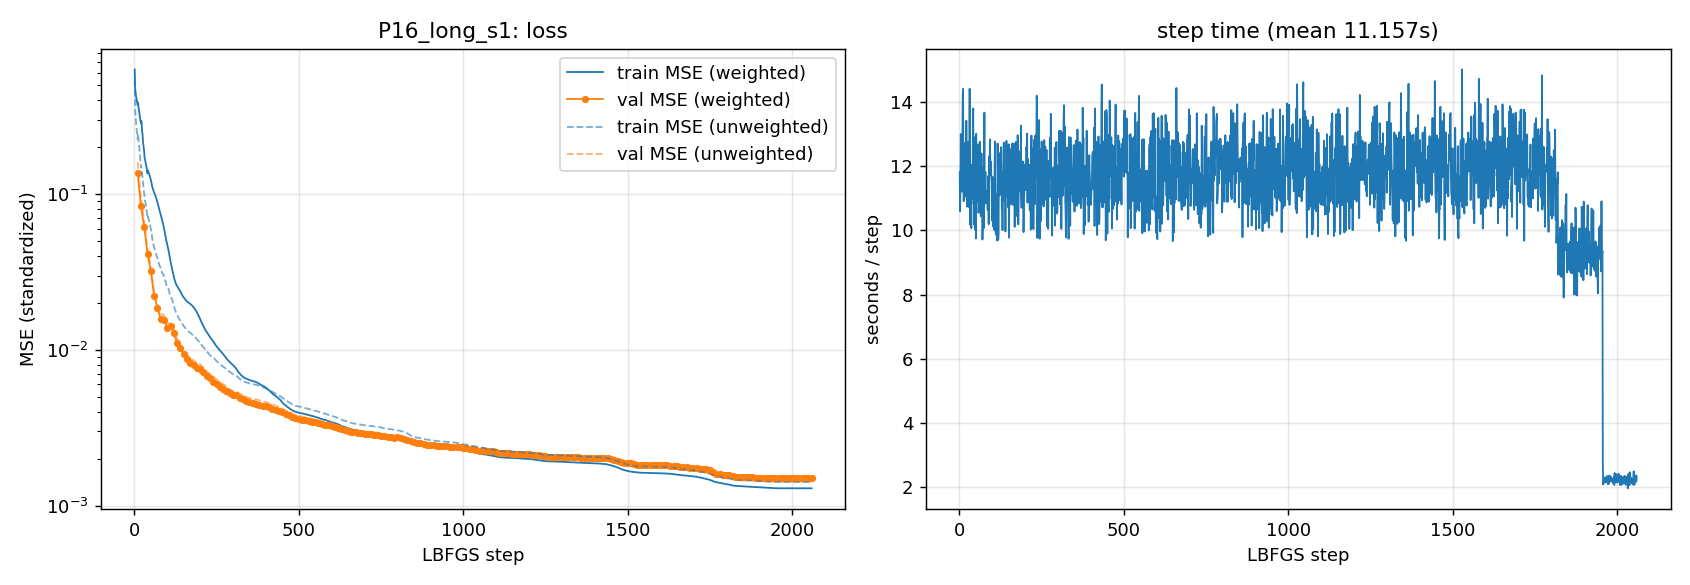 P16_long_s1: loss
train MSE (weighted)
val MSE (weighted)
train MSE (unweighted)
val MSE (unweighted)
MSE (standardized)
10⁻¹
10⁻²
10⁻³
0 500 1000 1500 2000
LBFGS step
step time (mean 11.157s)
seconds / step
14
12
10
8
6
4
2
0 500 1000 1500 2000
LBFGS step